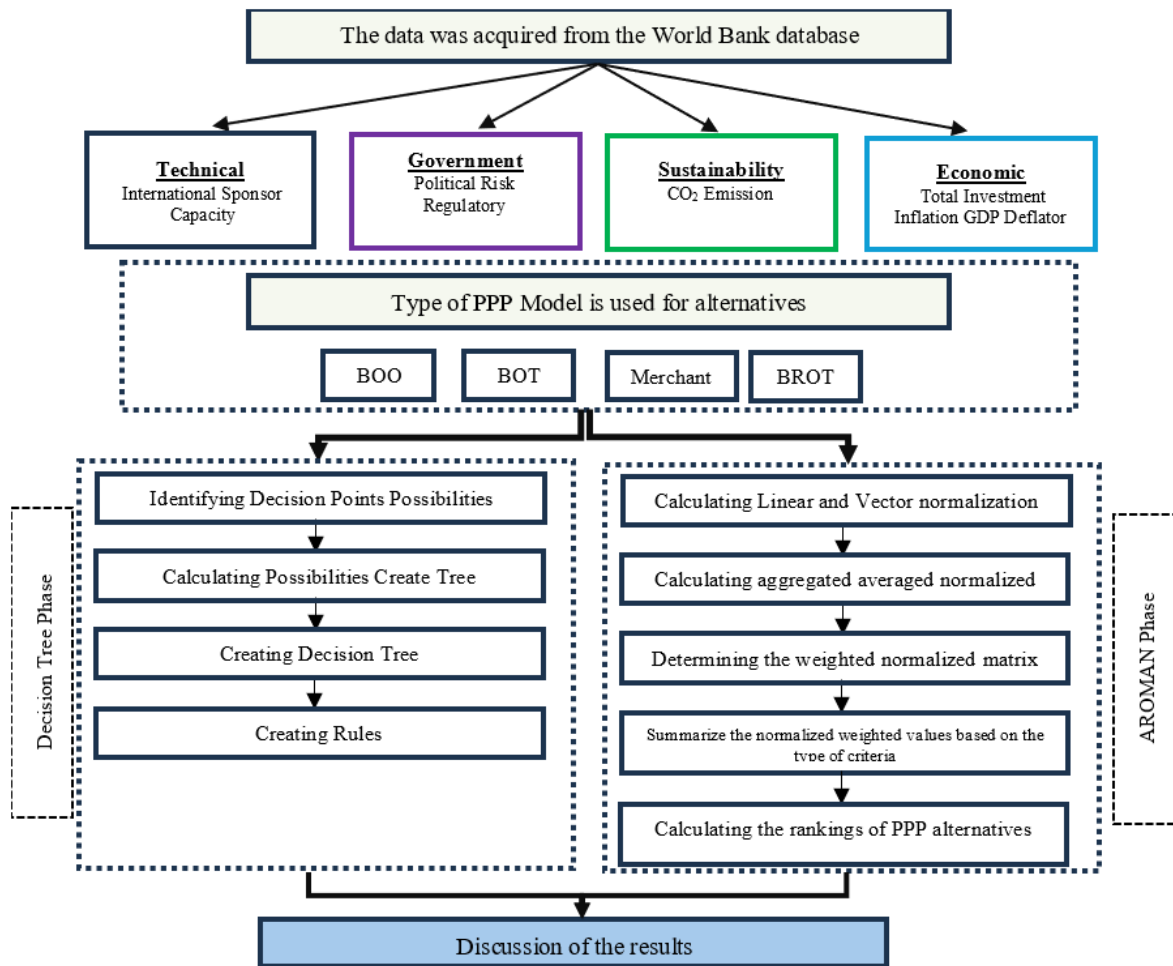 The data was acquired from the World Bank database
Technical
International Sponsor
Capacity
Government
Political Risk
Regulatory
Sustainability
CO₂ Emission
Economic
Total Investment
Inflation GDP Deflator
Type of PPP Model is used for alternatives
BOO
BOT
Merchant
BROT
Decision Tree Phase
Identifying Decision Points Possibilities
Calculating Possibilities Create Tree
Creating Decision Tree
Creating Rules
Calculating Linear and Vector normalization
Calculating aggregated averaged normalized
Determining the weighted normalized matrix
Summarize the normalized weighted values based on the
type of criteria
Calculating the rankings of PPP alternatives
AROMAN Phase
Discussion of the results